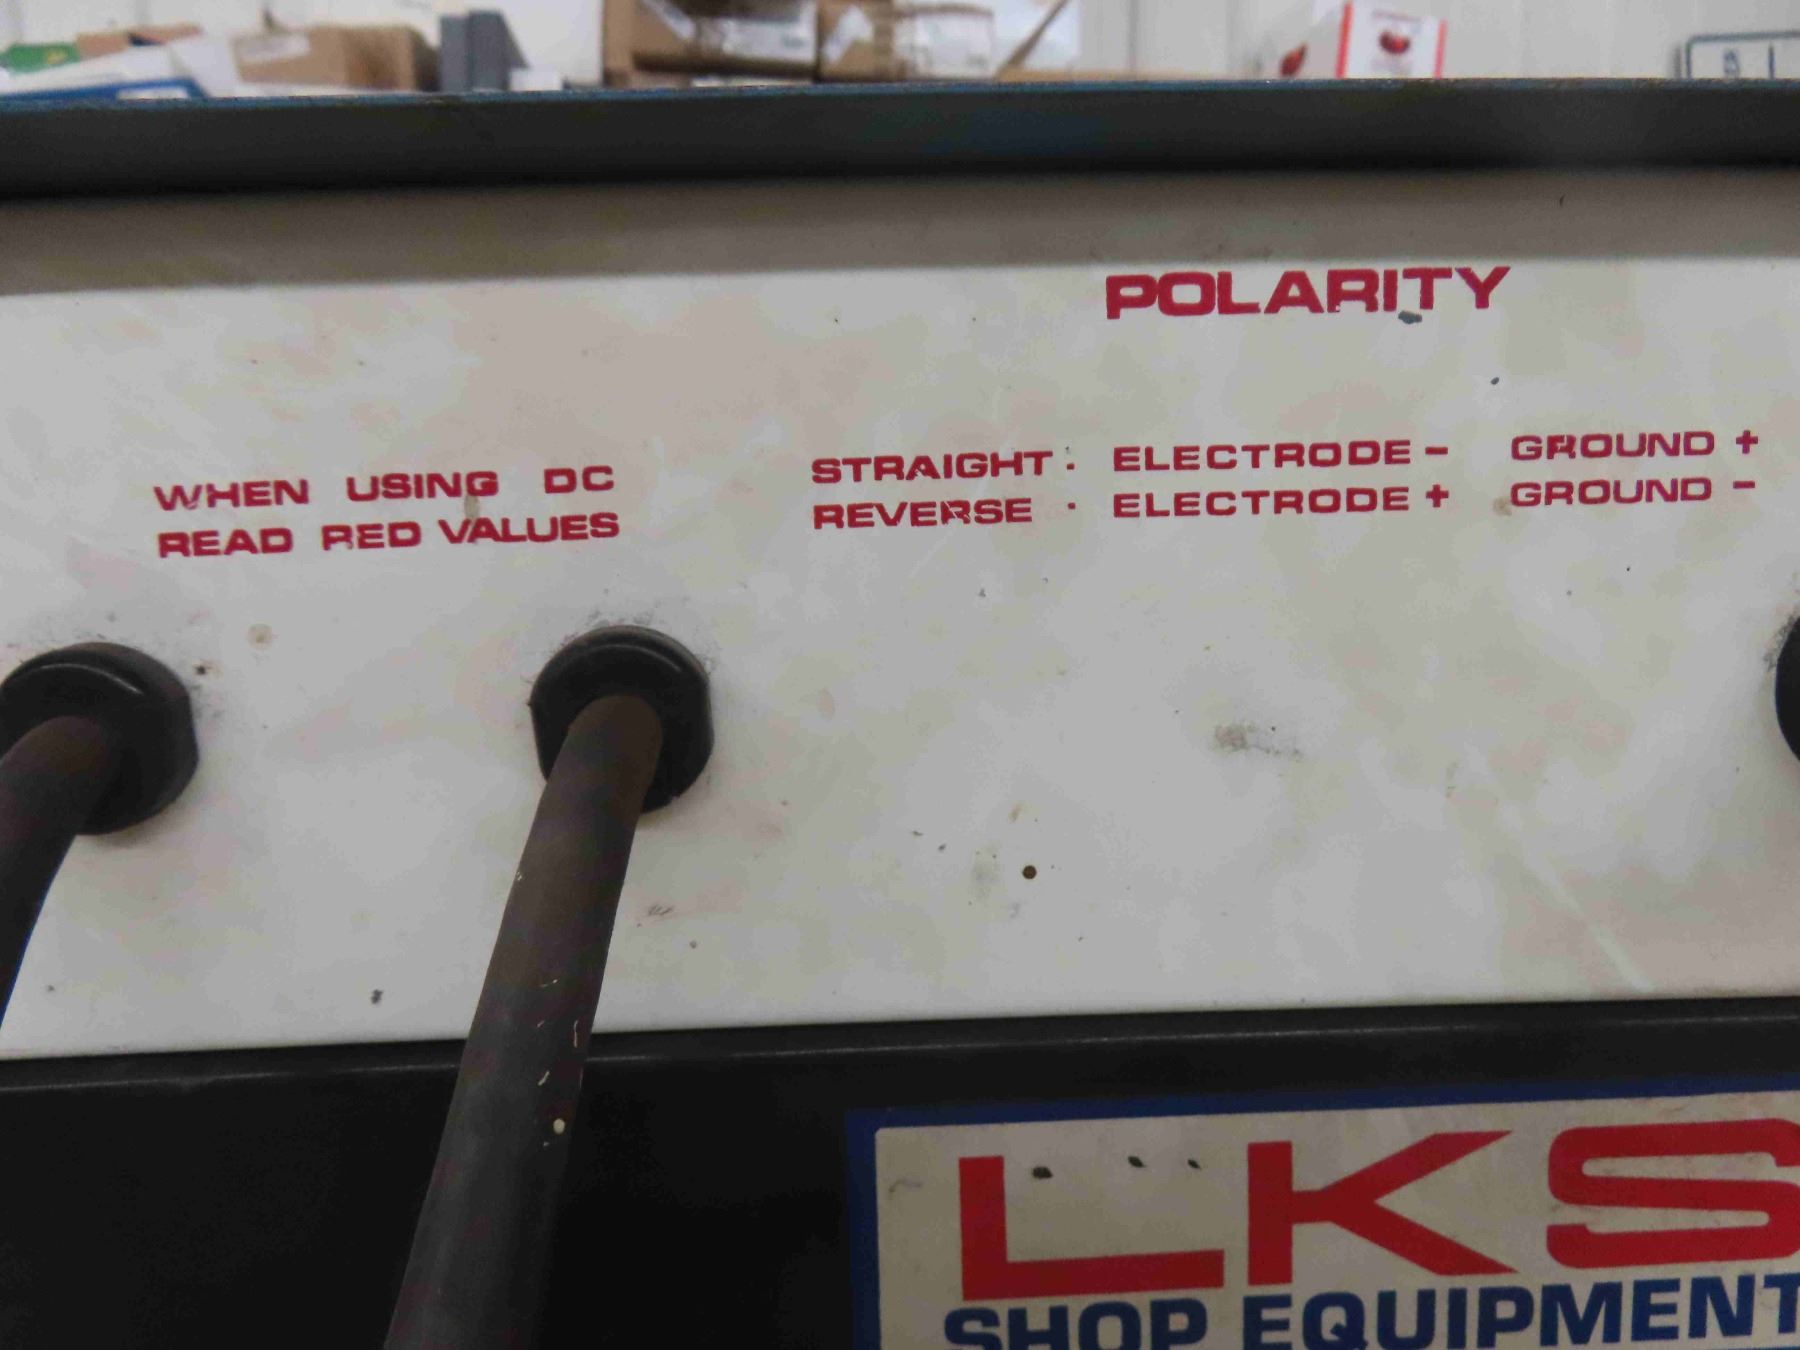 POLARITY
WHEN USING DC
READ RED VALUES
STRAIGHT : ELECTRODE - GROUND +
REVERSE · ELECTRODE + GROUND -
LKS
SHOP EQUIPMENT